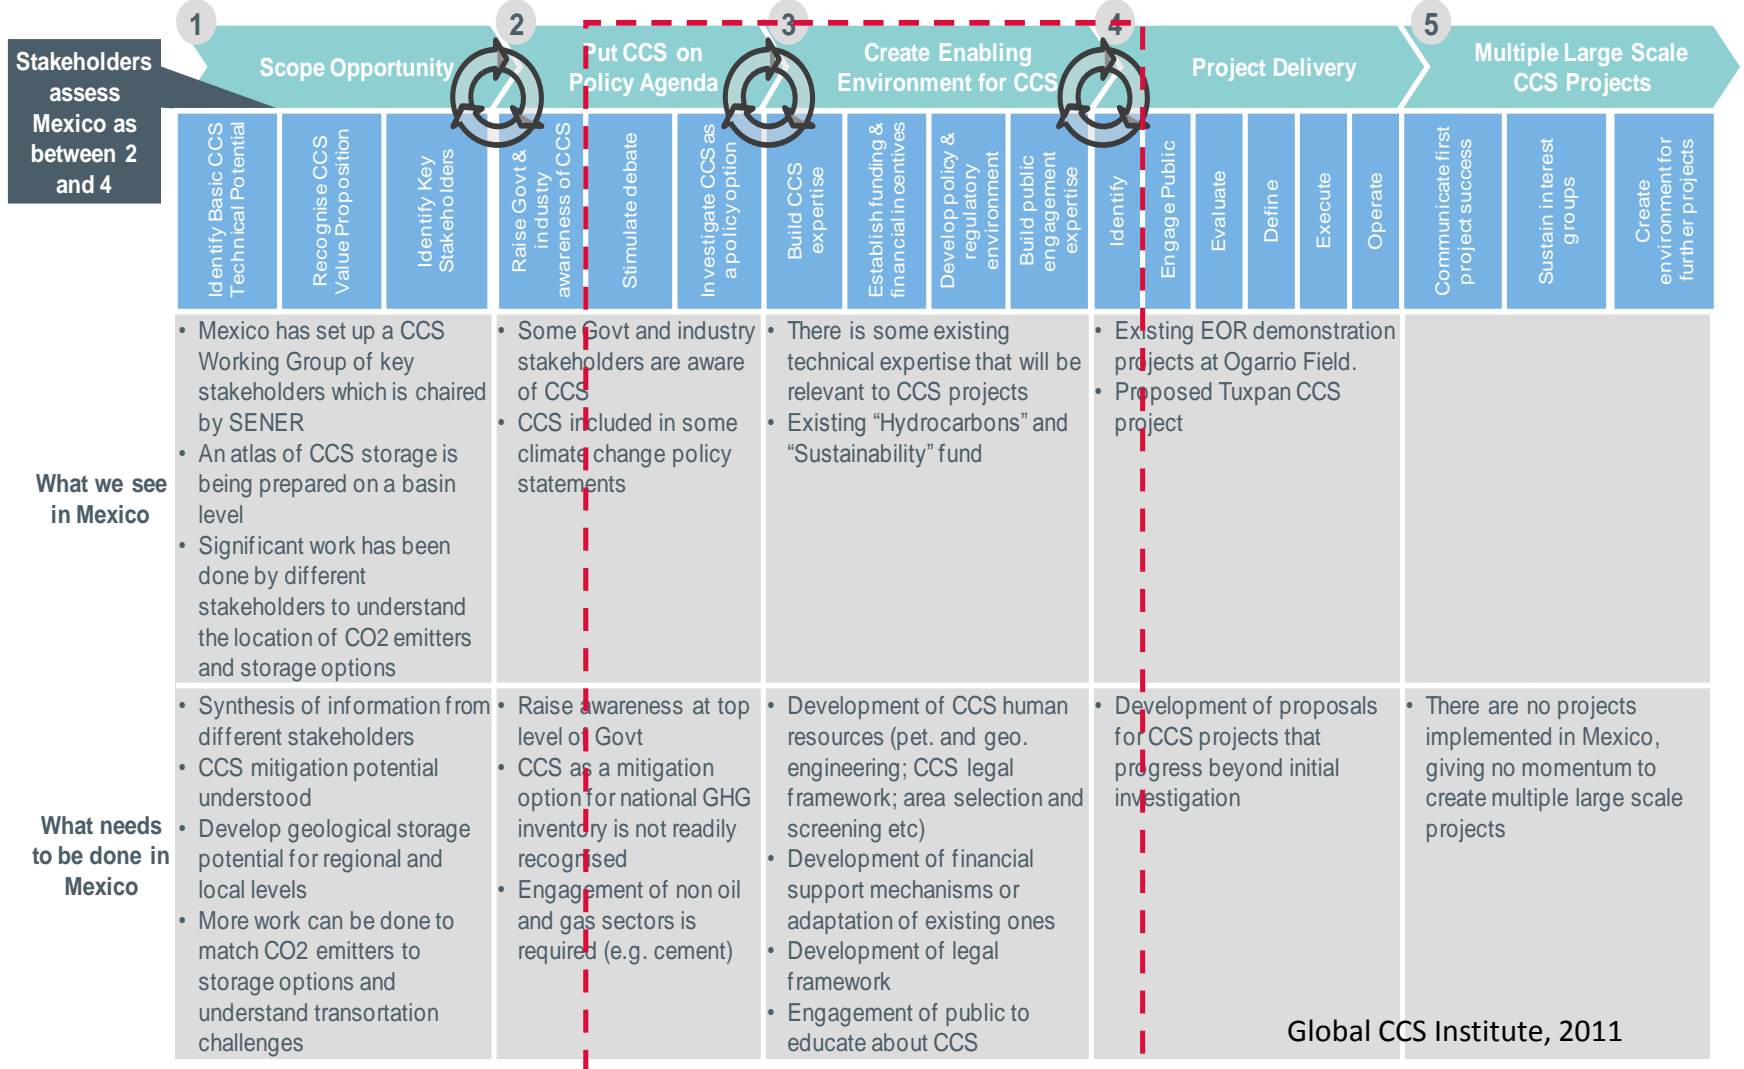 1
2
3
4
5
Stakeholders
assess
Mexico as
between 2
and 4
Scope Opportunity
Put CCS on
Policy Agenda
Create Enabling
Environment for CCS
Project Delivery
Multiple Large Scale
CCS Projects
Identify Basic CCS
Technical Potential
Recognise CCS
Value Proposition
Identify Key
Stakeholders
Raise Govt &
industry
awareness of CCS
Stimulate debate
Investigate CCS as
a policy option
Build CCS
expertise
Establish funding &
financial incentives
Develop policy &
regulatory
environment
Build public
engagement
expertise
Identify
Engage Public
Evaluate
Define
Execute
Operate
Communicate first
project success
Sustain interest
groups
Create
environment for
further projects
What we see
in Mexico
• Mexico has set up a CCS
Working Group of key
stakeholders which is chaired
by SENER
• An atlas of CCS storage is
being prepared on a basin
level
• Significant work has been
done by different
stakeholders to understand
the location of CO2 emitters
and storage options
• Some Govt and industry
stakeholders are aware
of CCS
• CCS included in some
climate change policy
statements
• There is some existing
technical expertise that will be
relevant to CCS projects
• Existing “Hydrocarbons” and
“Sustainability” fund
• Existing EOR demonstration
projects at Ogarrio Field.
• Proposed Tuxpan CCS
project
What needs
to be done in
Mexico
• Synthesis of information from
different stakeholders
• CCS mitigation potential
understood
• Develop geological storage
potential for regional and
local levels
• More work can be done to
match CO2 emitters to
storage options and
understand transortation
challenges
• Raise awareness at top
level of Govt
• CCS as a mitigation
option for national GHG
inventory is not readily
recognised
• Engagement of non oil
and gas sectors is
required (e.g. cement)
• Development of CCS human
resources (pet. and geo.
engineering; CCS legal
framework; area selection and
screening etc)
• Development of financial
support mechanisms or
adaptation of existing ones
• Development of legal
framework
• Engagement of public to
educate about CCS
• Development of proposals
for CCS projects that
progress beyond initial
investigation
• There are no projects
implemented in Mexico,
giving no momentum to
create multiple large scale
projects
Global CCS Institute, 2011